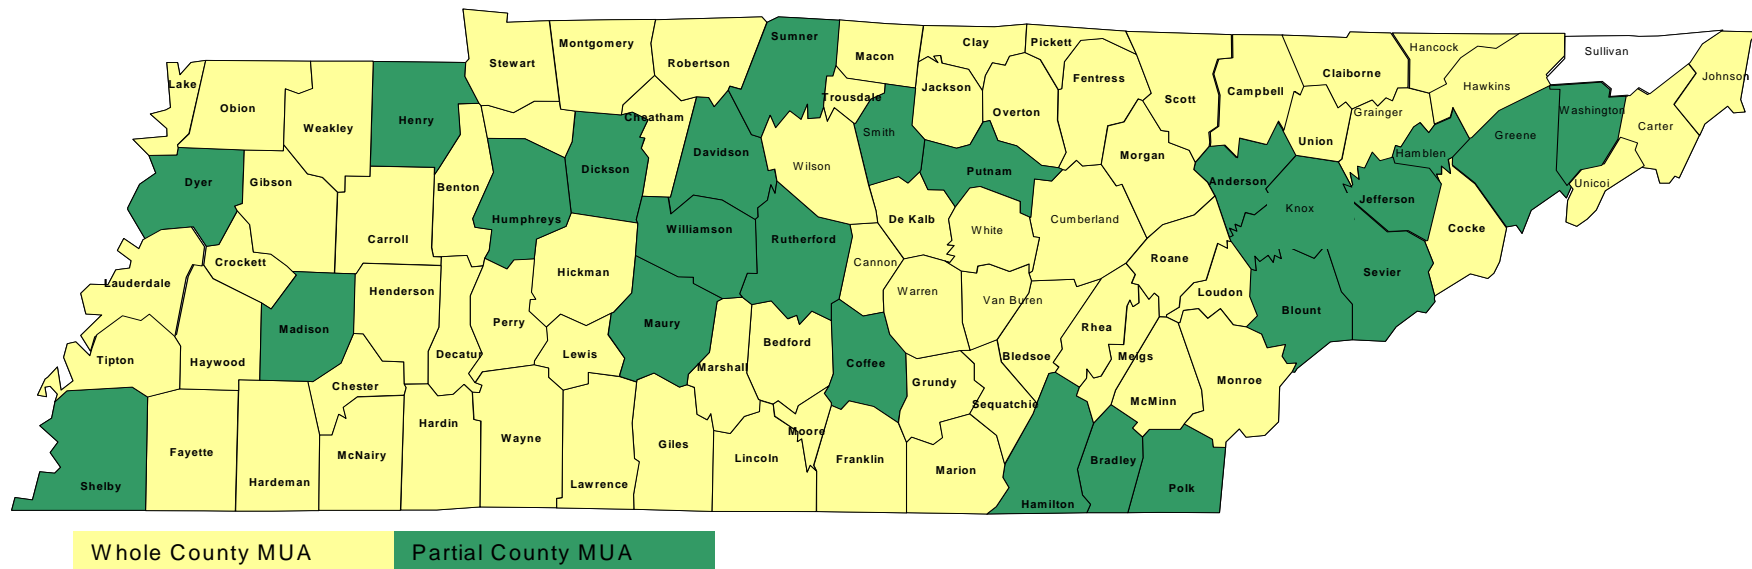 Sumner
Montgomery
Clay
Pickett
Hancock
Sullivan
Stewart
Robertson
Macon
Fentress
Claiborne
Johnson
Lake
Obion
Trousdale
Jackson
Scott
Campbell
Hawkins
Henry
Weakley
Cheatham
Smith
Overton
Union
Grainger
Washington
Carter
Greene
Davidson
Wilson
Morgan
Hamblen
Dyer
Gibson
Benton
Dickson
Putnam
Anderson
Unicoi
Humphreys
Williamson
De Kalb
Cumberland
Knox
Jefferson
Carroll
Rutherford
White
Cocke
Crockett
Hickman
Cannon
Roane
Sevier
Lauderdale
Henderson
Warren
Van Buren
Loudon
Blount
Madison
Perry
Maury
Rhea
Tipton
Haywood
Decatur
Lewis
Bedford
Bledsoe
Meigs
Marshall
Coffee
Chester
Grundy
Monroe
Sequatchie
McMinn
Hardin
Wayne
Moore
Fayette
McNairy
Giles
Lincoln
Franklin
Marion
Bradley
Shelby
Hardeman
Lawrence
Polk
Hamilton
Whole County MUA
Partial County MUA